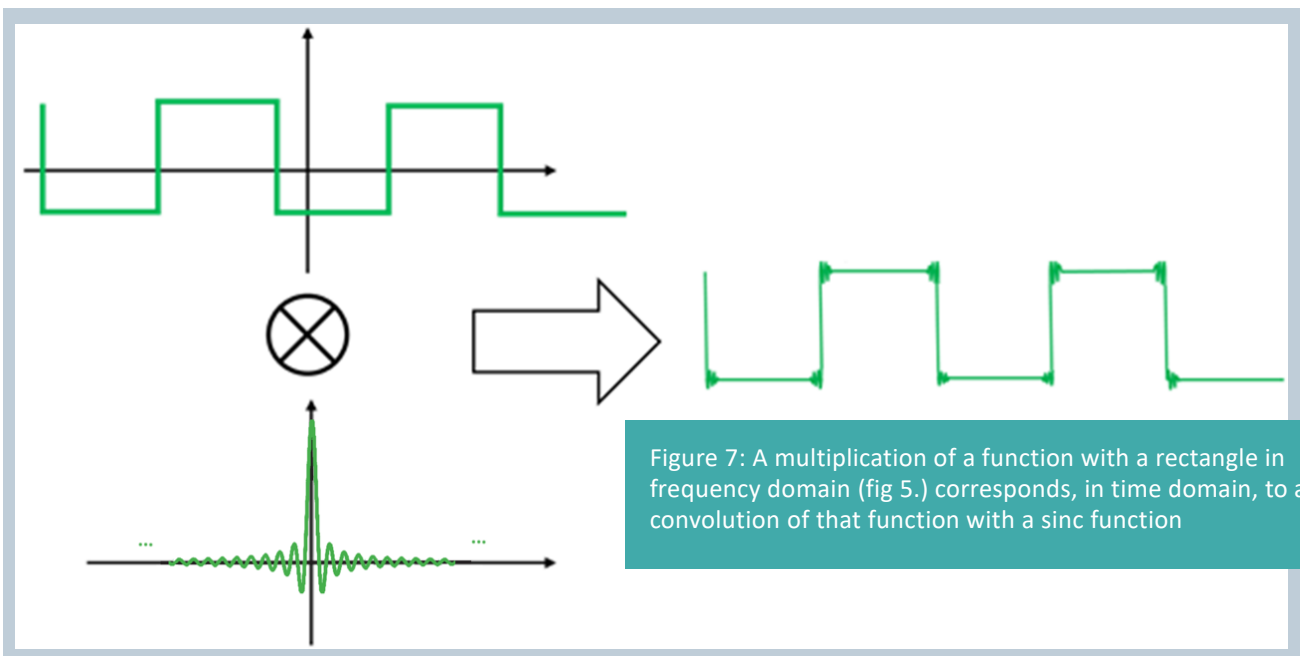 ...
...
Figure 7: A multiplication of a function with a rectangle in
frequency domain (fig 5.) corresponds, in time domain, to a
convolution of that function with a sinc function